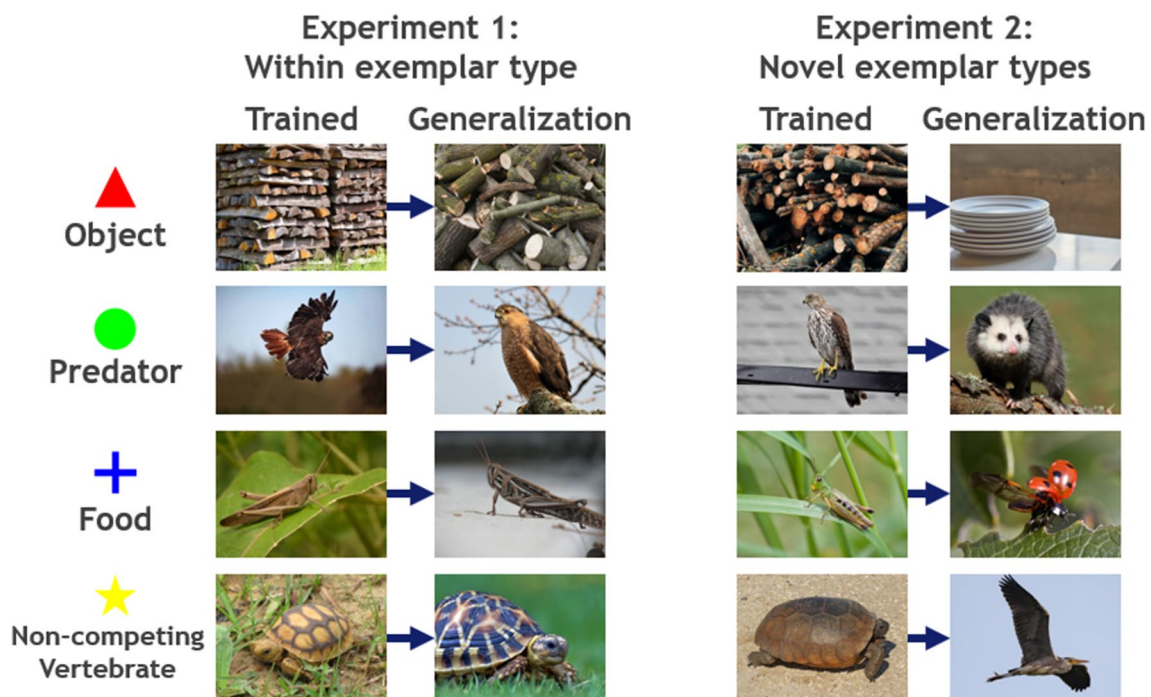 Experiment 1:
Within exemplar type
Experiment 2:
Novel exemplar types
Trained
Generalization
Trained
Generalization
Object
Predator
Food
Non-competing
Vertebrate